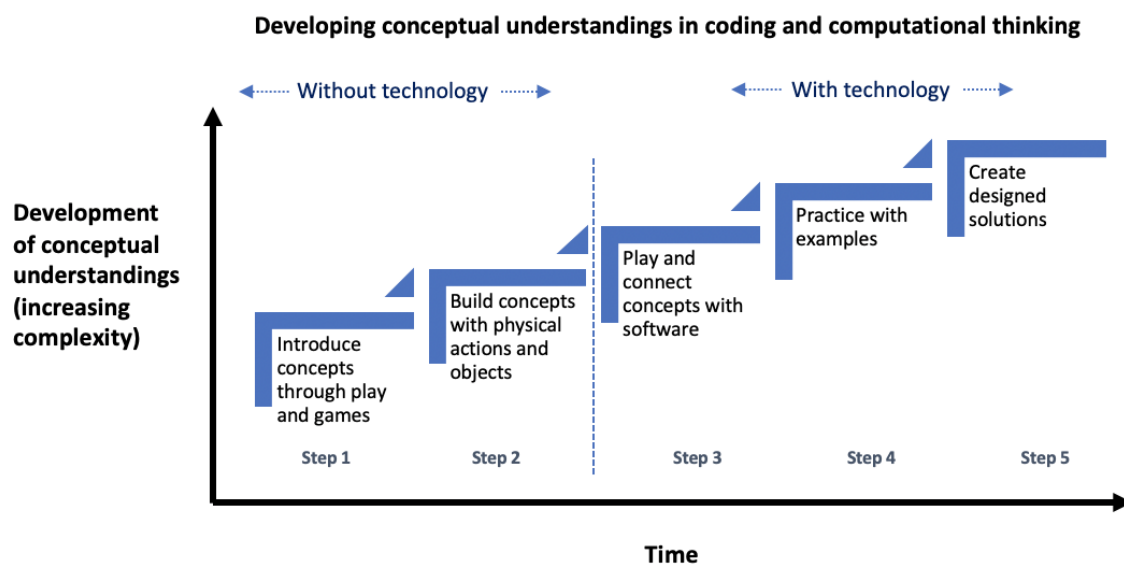 Developing conceptual understandings in coding and computational thinking
Without technology
With technology
Development
of conceptual
understandings
(increasing
complexity)
Introduce
concepts
through play
and games
Build concepts
with physical
actions and
objects
Play and
connect
concepts with
software
Practice with
examples
Create
designed
solutions
Step 1
Step 2
Step 3
Step 4
Step 5
Time